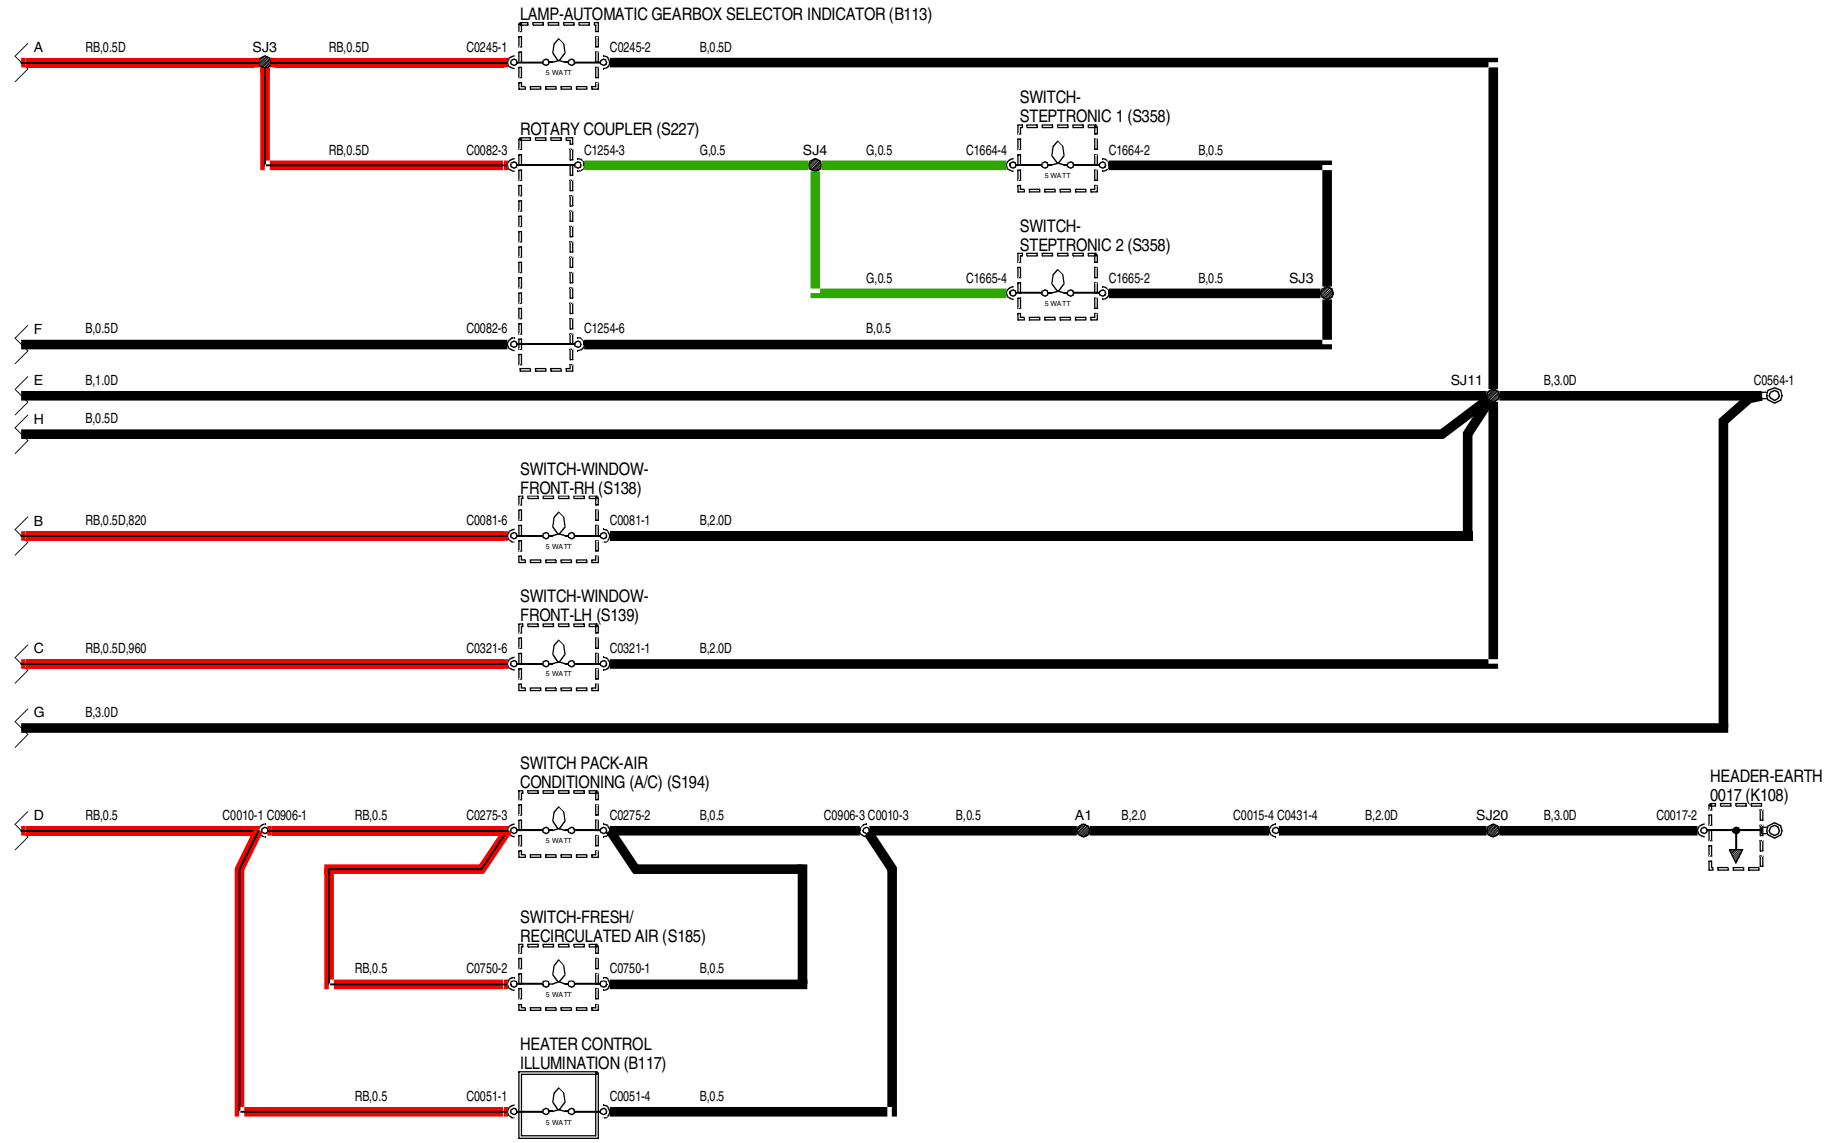 LAMP-AUTOMATIC GEARBOX SELECTOR INDICATOR (B113)
A RB,0.5D SJ3 RB,0.5D C0245-1 C0245-2 B,0.5D
5 WATT
SWITCH-
STEPTRONIC 1 (S358)
ROTARY COUPLER (S227)
RB,0.5D C0082-3 C1254-3 G,0.5 SJ4 G,0.5 C1664-4 C1664-2 B,0.5
5 WATT
SWITCH-
STEPTRONIC 2 (S358)
G,0.5 C1665-4 C1665-2 B,0.5 SJ3
5 WATT
F B,0.5D C0082-6 C1254-6 B,0.5
E B,1.0D SJ11 B,3.0D C0564-1
H B,0.5D
SWITCH-WINDOW-
FRONT-RH (S138)
B RB,0.5D,820 C0081-6 C0081-1 B,2.0D
5 WATT
SWITCH-WINDOW-
FRONT-LH (S139)
C RB,0.5D,960 C0321-6 C0321-1 B,2.0D
5 WATT
G B,3.0D
SWITCH PACK-AIR
CONDITIONING (A/C) (S194)
HEADER-EARTH
0017 (K108)
D RB,0.5 C0010-1 C0906-1 RB,0.5 C0275-3 C0275-2 B,0.5 C0906-3 C0010-3 B,0.5 A1 B,2.0 C0015-4 C0431-4 B,2.0D SJ20 B,3.0D C0017-2
5 WATT
SWITCH-FRESH/
RECIRCULATED AIR (S185)
RB,0.5 C0750-2 C0750-1 B,0.5
5 WATT
HEATER CONTROL
ILLUMINATION (B117)
RB,0.5 C0051-1 C0051-4 B,0.5
5 WATT